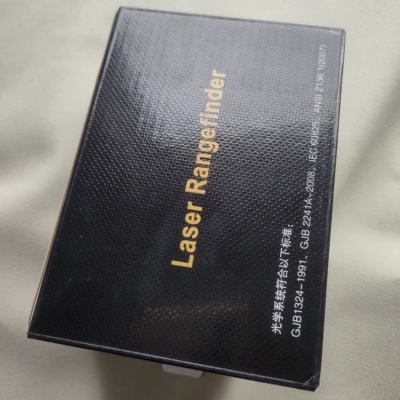 Laser Rangefinder
光学系统符合以下标准:
GJB1324-1991、GJB 2241A-2008、IEC 60825、ANSI Z136.1(2007)